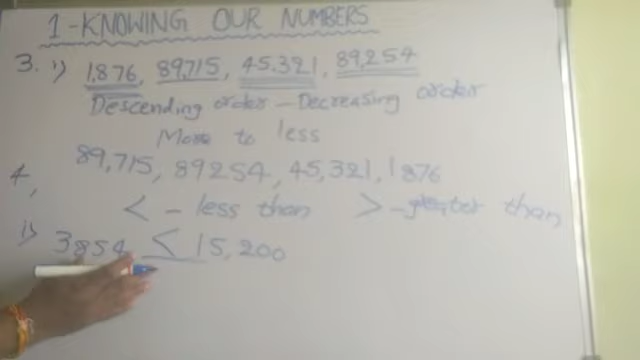 1-KNOWING OUR NUMBERS
3. i) 1,876, 89,715, 45,321, 89,254
Descending order - Decreasing order
More to less
89,715, 89254, 45,321, 1876
4,
< - less than > - greater than
i) 3854 < 15,200